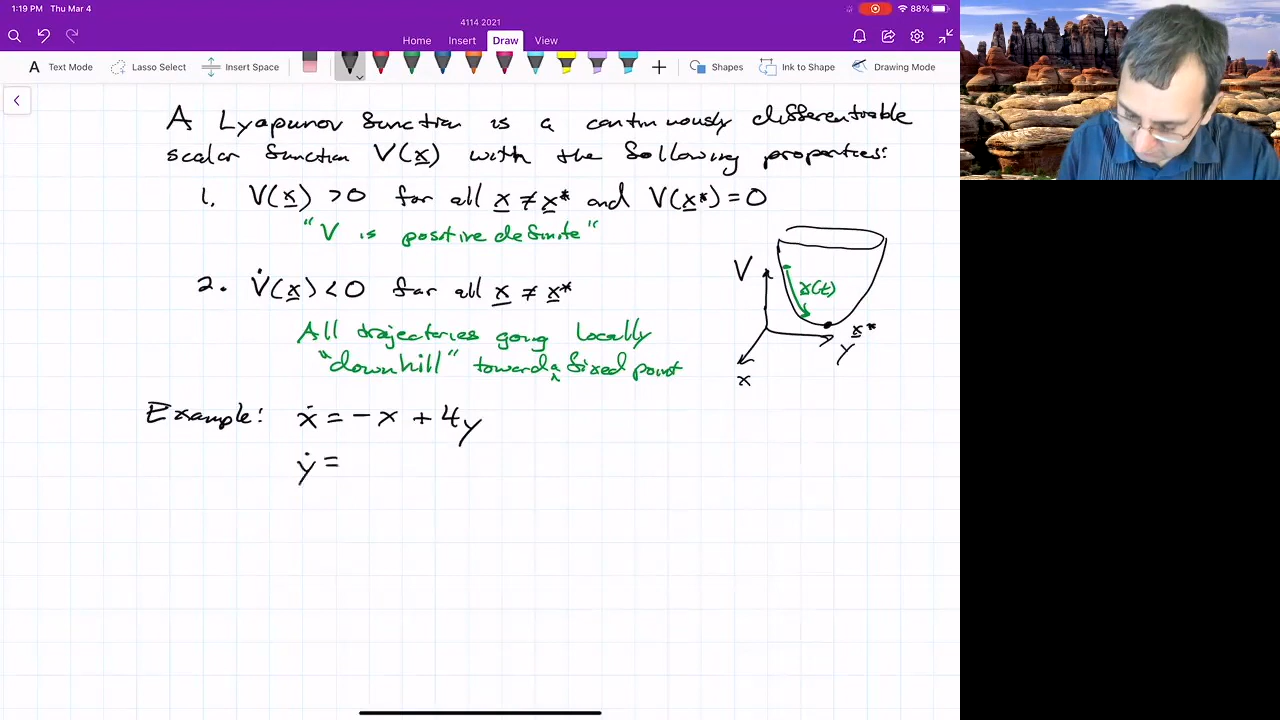 1:19 PM Thu Mar 4
88%
4114 2021
Home Insert Draw View
A Text Mode Lasso Select Insert Space Shapes Ink to Shape Drawing Mode
A Lyapunov function is a continuously differentiable
scalar function V(x) with the following properties:
1. V(x) > 0 for all x ≠ x* and V(x*) = 0
"V is positive definite"
2. V̇(x) < 0 for all x ≠ x*
All trajectories going locally
"downhill" toward a fixed point
V
x(t)
x*
y
x
Example: ẋ = -x + 4y
ẏ =